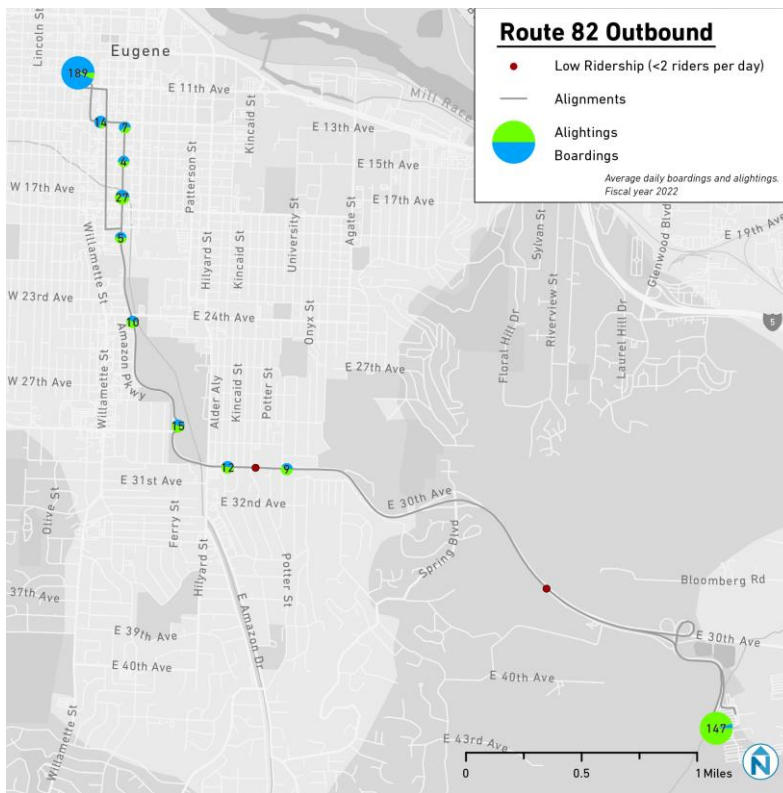 Route 82 Outbound
Low Ridership (<2 riders per day)
Alignments
Alightings
Boardings
Average daily boardings and alightings.
Fiscal year 2022
Lincoln St
Eugene
189
E 11th Ave
Mill Race
Kincaid St
14
7
E 13th Ave
4
E 15th Ave
Patterson St
W 17th Ave
27
E 17th Ave
5
Willamette St
Hilyard St
Kincaid St
University St
Agate St
Sylvan St
Riverview St
Glenwood Blvd
E 19th Ave
W 23rd Ave
10
E 24th Ave
Onyx St
5
Floral Hill Dr
Laurel Hill Dr
Amazon Pkwy
Willamette St
W 27th Ave
E 27th Ave
Alder Aly
Kincaid St
Potter St
15
12
9
E 31st Ave
E 32nd Ave
E 30th Ave
Olive St
Ferry St
Hilyard St
Potter St
Spring Blvd
Bloomberg Rd
37th Ave
E 39th Ave
E Amazon Dr
E 30th Ave
E 40th Ave
E 40th Ave
147
E 43rd Ave
Willamette St
0
0.5
1 Miles
N